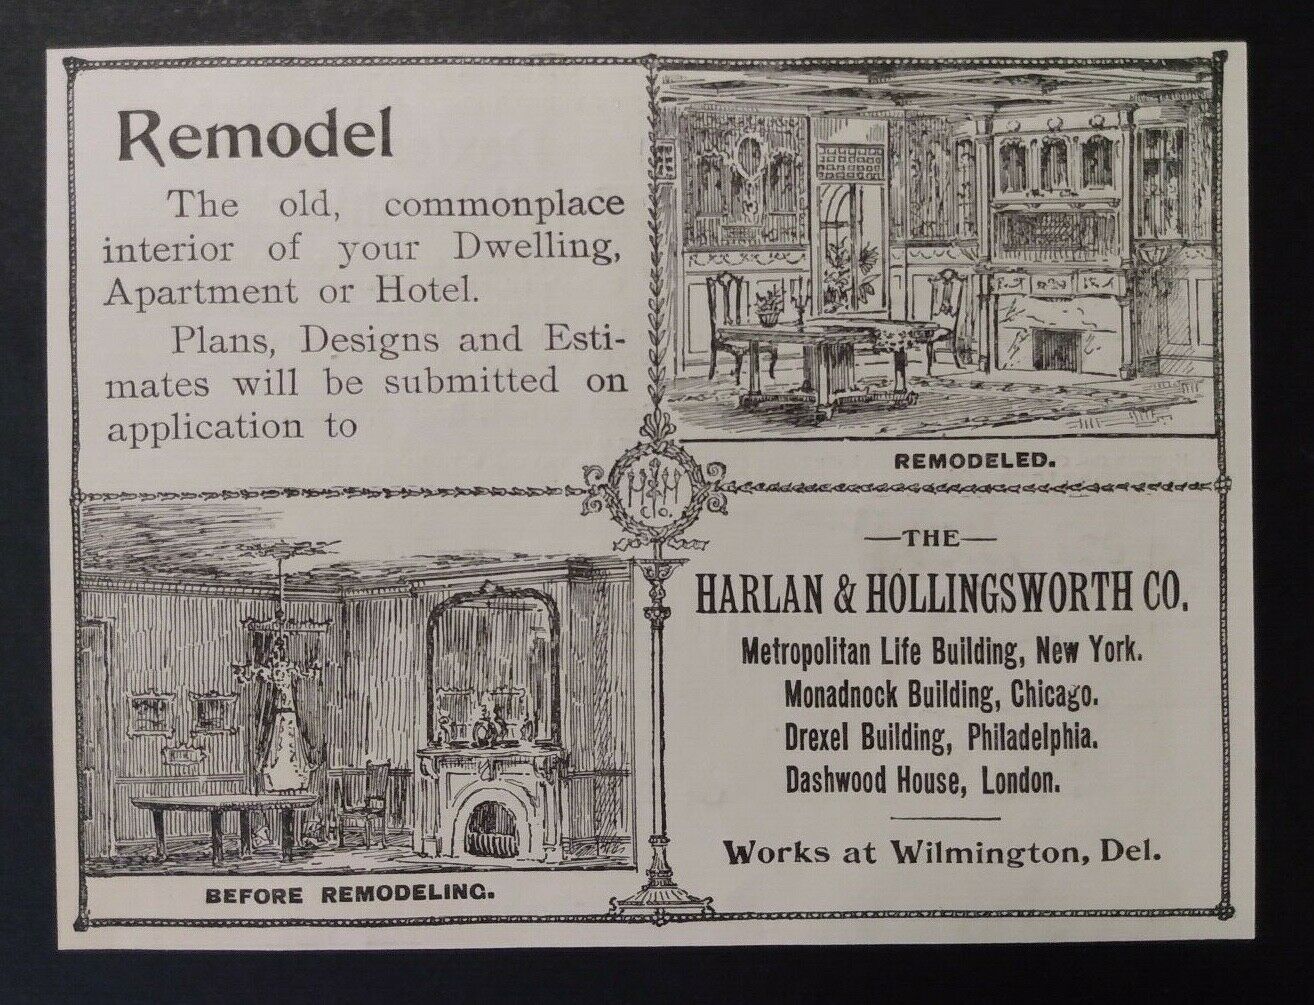 Remodel
The old, commonplace
interior of your Dwelling,
Apartment or Hotel.
Plans, Designs and Esti-
mates will be submitted on
application to
REMODELED.
BEFORE REMODELING.
—THE—
HARLAN & HOLLINGSWORTH CO.
Metropolitan Life Building, New York.
Monadnock Building, Chicago.
Drexel Building, Philadelphia.
Dashwood House, London.
Works at Wilmington, Del.